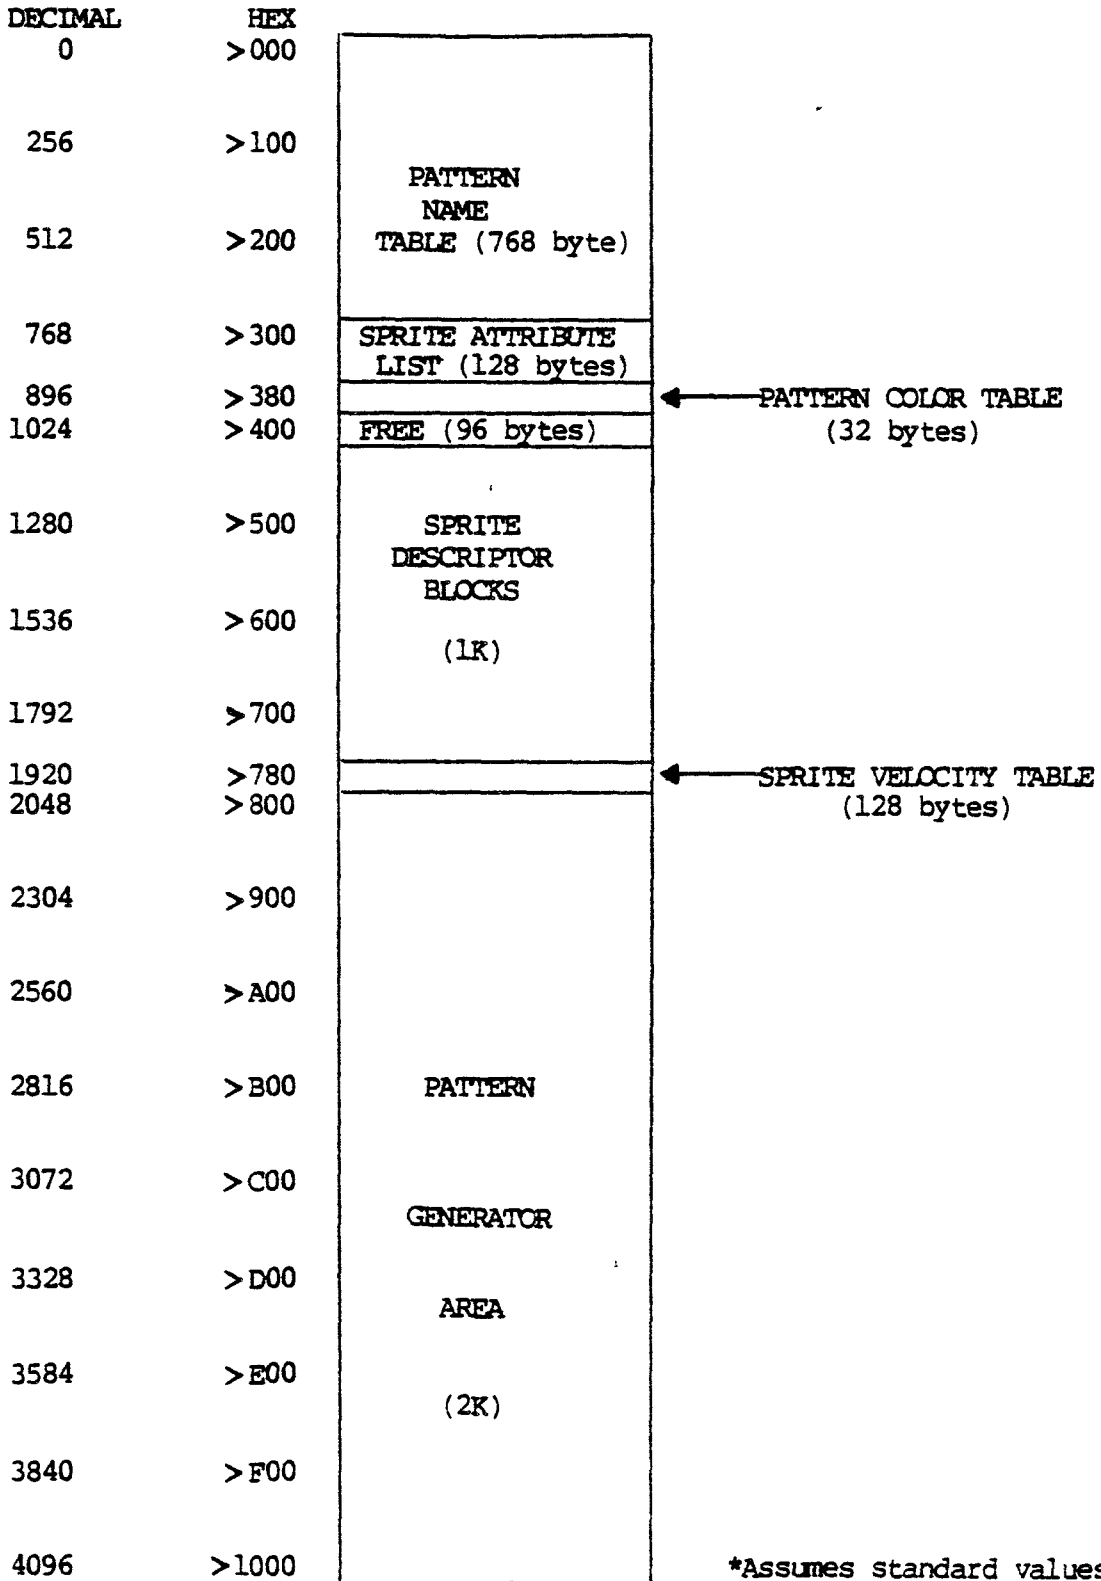 DECIMAL HEX
0 >000
256 >100
PATTERN
NAME
512 >200 TABLE (768 byte)
768 >300 SPRITE ATTRIBUTE
LIST (128 bytes)
896 >380 PATTERN COLOR TABLE
1024 >400 FREE (96 bytes) (32 bytes)
1280 >500 SPRITE
DESCRIPTOR
BLOCKS
1536 >600
(1K)
1792 >700
1920 >780 SPRITE VELOCITY TABLE
2048 >800 (128 bytes)
2304 >900
2560 >A00
2816 >B00 PATTERN
3072 >C00
GENERATOR
3328 >D00
AREA
3584 >E00
(2K)
3840 >F00
4096 >1000 *Assumes standard values